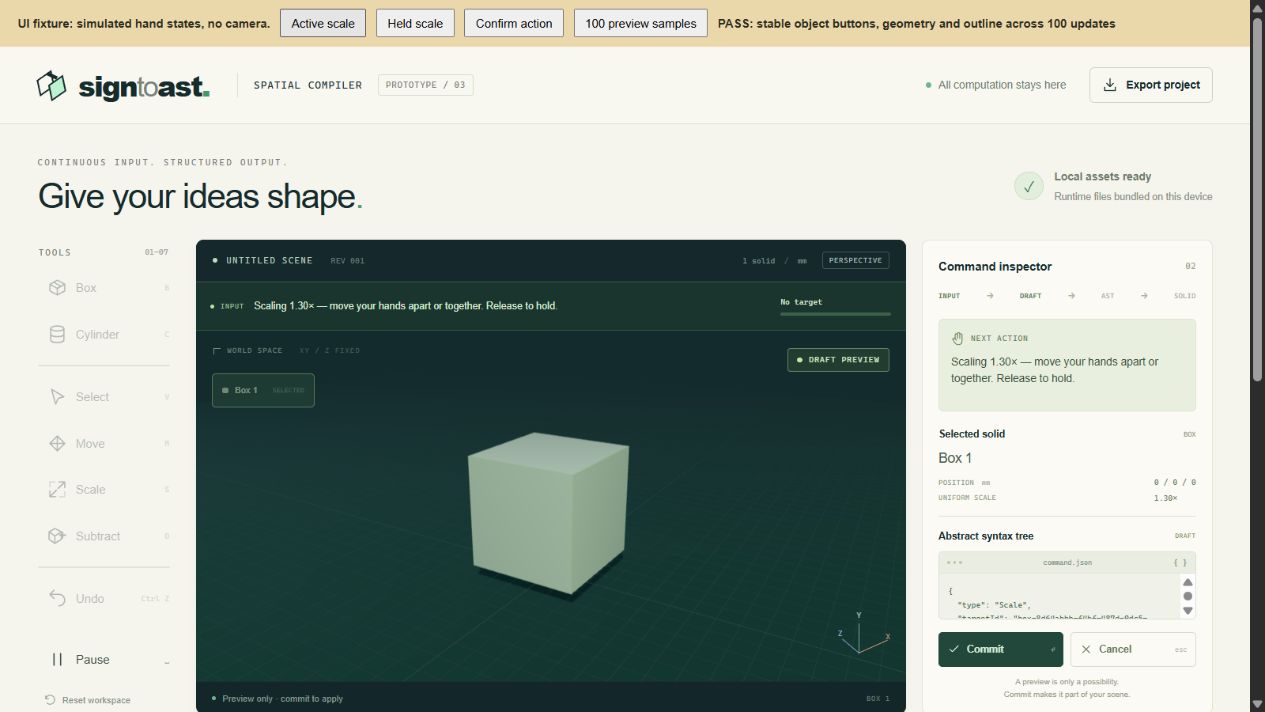 UI fixture: simulated hand states, no camera. Active scale Held scale Confirm action 100 preview samples PASS: stable object buttons, geometry and outline across 100 updates
signtoast. SPATIAL COMPILER PROTOTYPE / 03 All computation stays here Export project
CONTINUOUS INPUT. STRUCTURED OUTPUT.
Give your ideas shape.
Local assets ready
Runtime files bundled on this device
TOOLS 01—07
Box B
Cylinder C
Select V
Move M
Scale S
Subtract D
Undo Ctrl Z
Pause
Reset workspace
UNTITLED SCENE REV 001 1 solid / mm PERSPECTIVE
INPUT Scaling 1.30× — move your hands apart or together. Release to hold. No target
WORLD SPACE XY / Z FIXED DRAFT PREVIEW
Box 1 SELECTED
Y
Z X
Preview only · commit to apply BOX 1
Command inspector 02
INPUT → DRAFT → AST → SOLID
NEXT ACTION
Scaling 1.30× — move your hands apart or
together. Release to hold.
Selected solid BOX
Box 1
POSITION mm 0 / 0 / 0
UNIFORM SCALE 1.30×
Abstract syntax tree DRAFT
command.json { }
{
"type": "Scale",
Commit Cancel esc
A preview is only a possibility.
Commit makes it part of your scene.